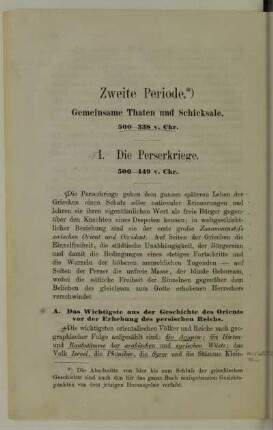 Zweite Periode.*)
Gemeinsame Thaten und Schicksale.
500—338 v. Chr.
I. Die Perserkriege.
500—449 v. Chr.
Die Perserkriege geben dem ganzen späteren Leben der
Griechen einen Schatz edler nationaler Erinnerungen und
lehren sie ihren eigentümlichen Wert als freie Bürger gegen-
über den Knechten eines Despoten kennen; in weltgeschicht-
licher Beziehung sind sie der erste große Zusammenstoß
zwischen Orient und Occident. Auf Seiten der Griechen die
Einzelfreiheit, die städtische Unabhängigkeit, der Bürgersinn
und damit die Bedingungen eines stetigen Fortschritts und
die Wurzeln der höheren menschlichen Tugenden — auf
Seiten der Perser die unfreie Masse, der blinde Gehorsam,
wobei die sittliche Freiheit der Einzelnen gegenüber dem
Belieben des gleichsam zum Gotte erhobenen Herrschers
verschwindet.
A. Das Wichtigste aus der Geschichte des Orients
vor der Erhebung des persischen Reichs.
Die wichtigsten orientalischen Völker und Reiche nach geo-
graphischer Folge aufgezählt sind: die Ägypter; die Hirten-
und Raubstämme der arabischen und syrischen Wüste; das
Volk Israel, die Phöniker, die Syrer und die Stämme Klein-
*) Die Abschnitte von hier bis zum Schluß der griechischen
Geschichte sind nach den für das ganze Buch maßgebenden Gesichts-
punkten von dem jetzigen Herausgeber verfaßt.